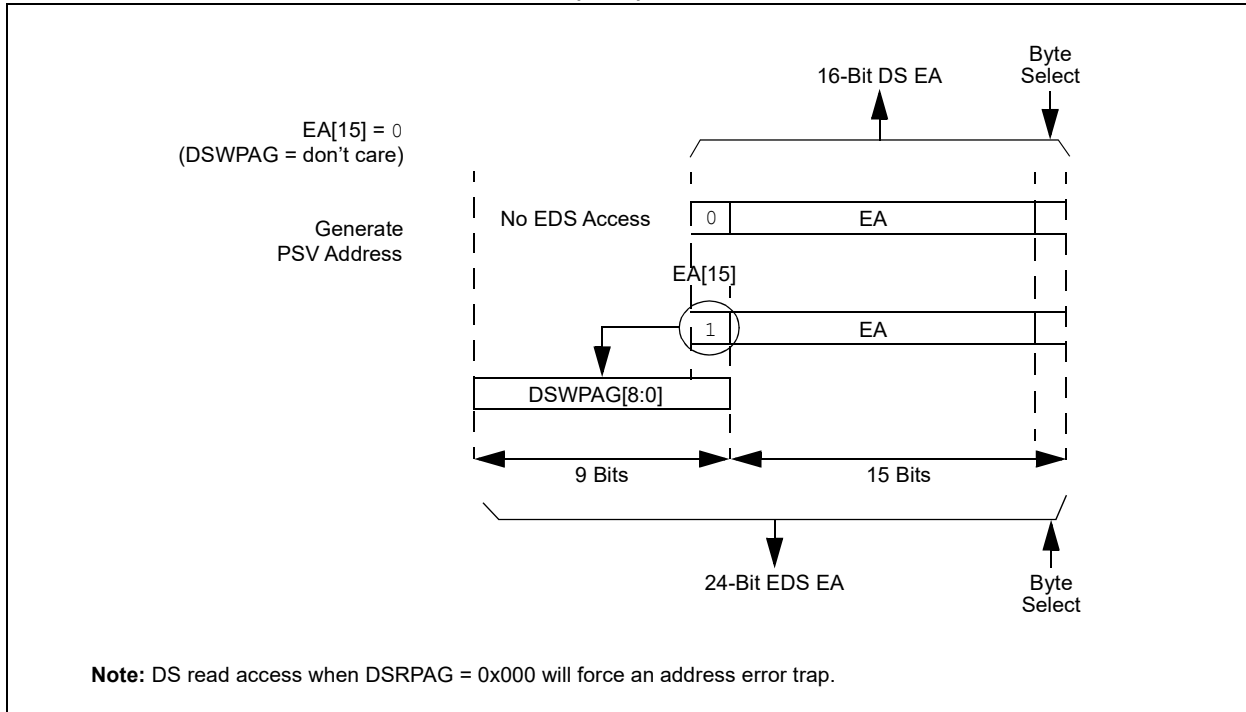 16-Bit DS EA
Byte
Select
EA[15] = 0
(DSWPAG = don't care)
Generate
PSV Address
No EDS Access
0
EA
EA[15]
1
EA
DSWPAG[8:0]
9 Bits
15 Bits
24-Bit EDS EA
Byte
Select
Note: DS read access when DSRPAG = 0x000 will force an address error trap.